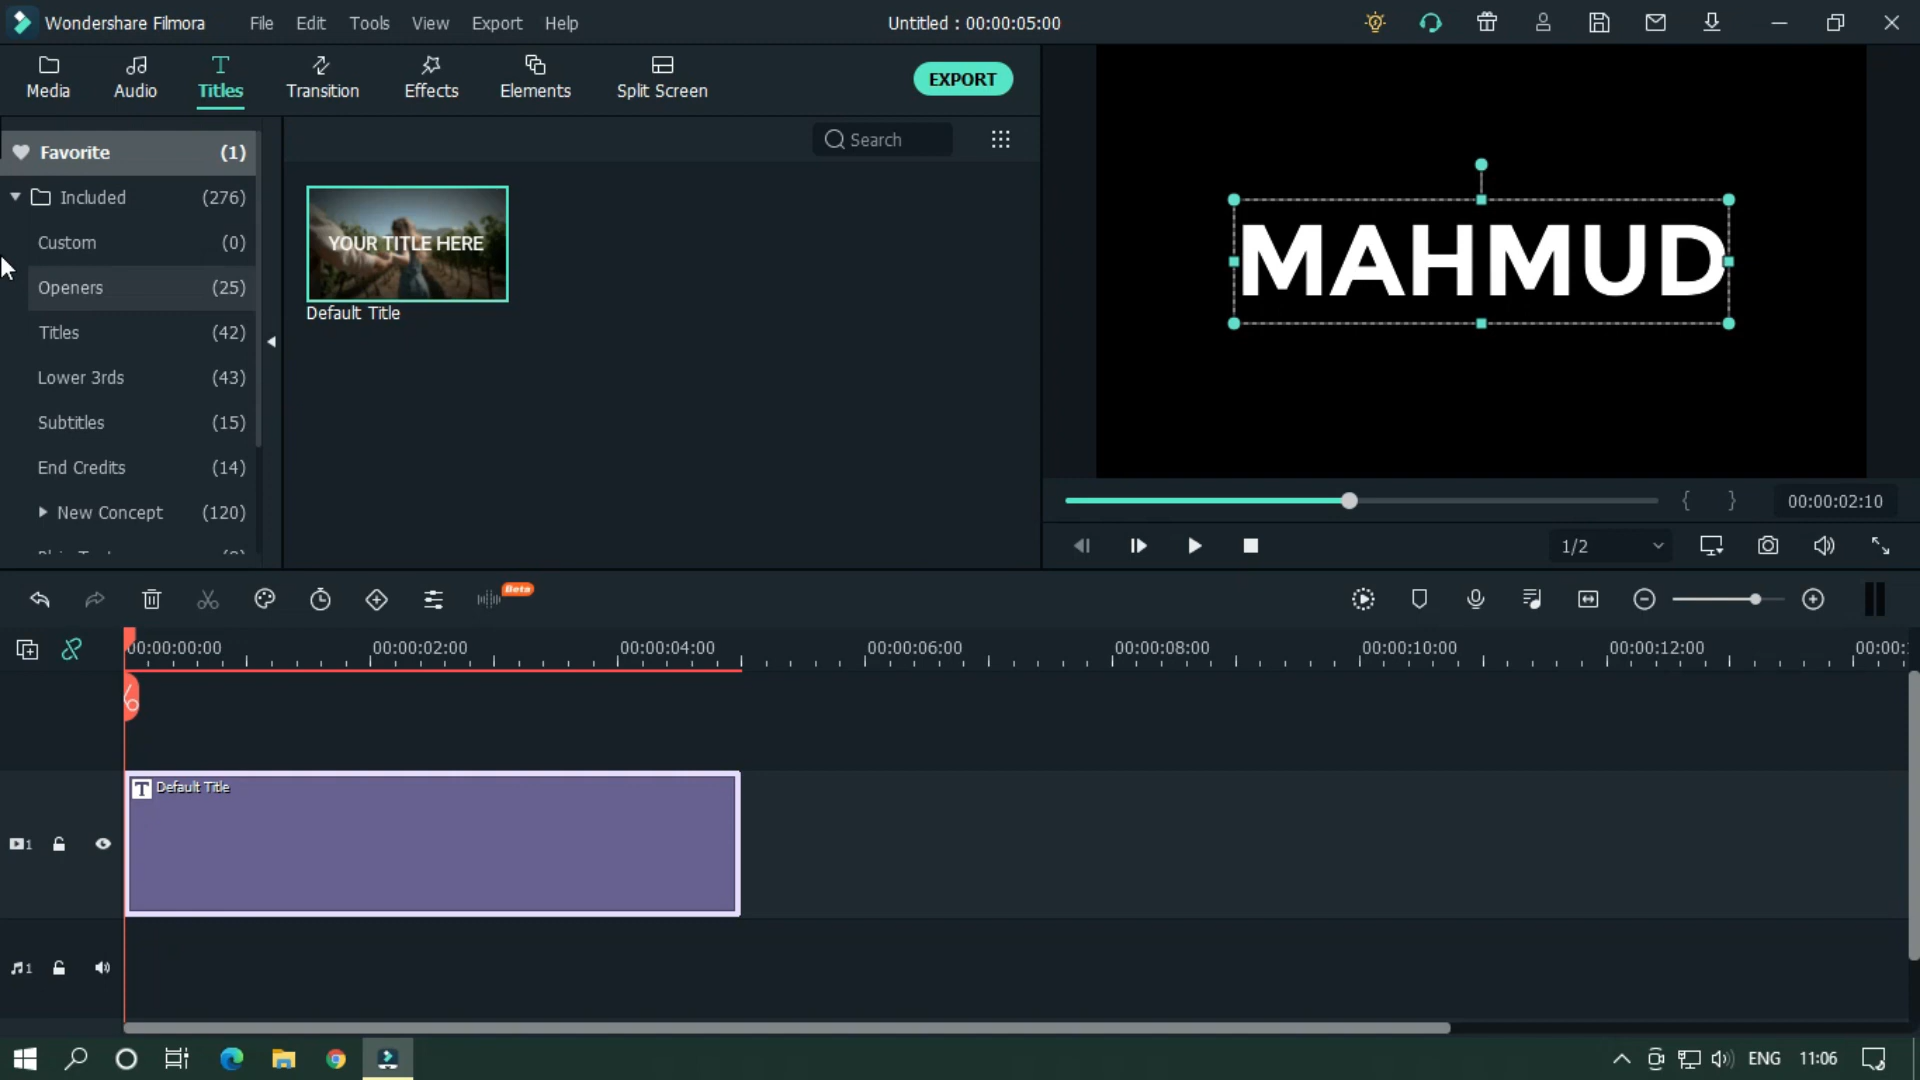 Wondershare Filmora File Edit Tools View Export Help Untitled : 00:00:05:00
Media Audio Titles Transition Effects Elements Split Screen EXPORT
Favorite (1)
Search
Included (276)
Custom (0)
Openers (25)
Titles (42)
Lower 3rds (43)
Subtitles (15)
End Credits (14)
New Concept (120)
YOUR TITLE HERE
Default Title
MAHMUD
{ } 00:00:02:10
1/2
Beta
00:00:00:00 00:00:02:00 00:00:04:00 00:00:06:00 00:00:08:00 00:00:10:00 00:00:12:00 00:00:
T Default Title
1
1
ENG 11:06